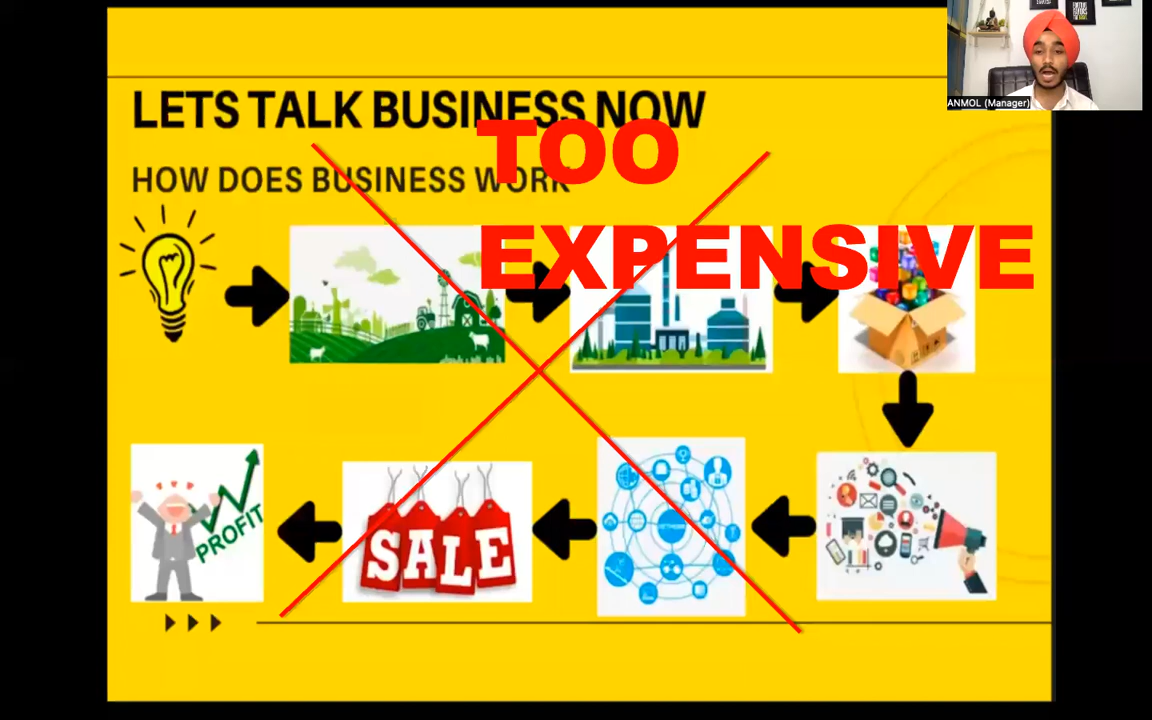 LETS TALK BUSINESS NOW
TOO
HOW DOES BUSINESS WORK
EXPENSIVE
PROFIT
SALE
ANMOL (Manager)